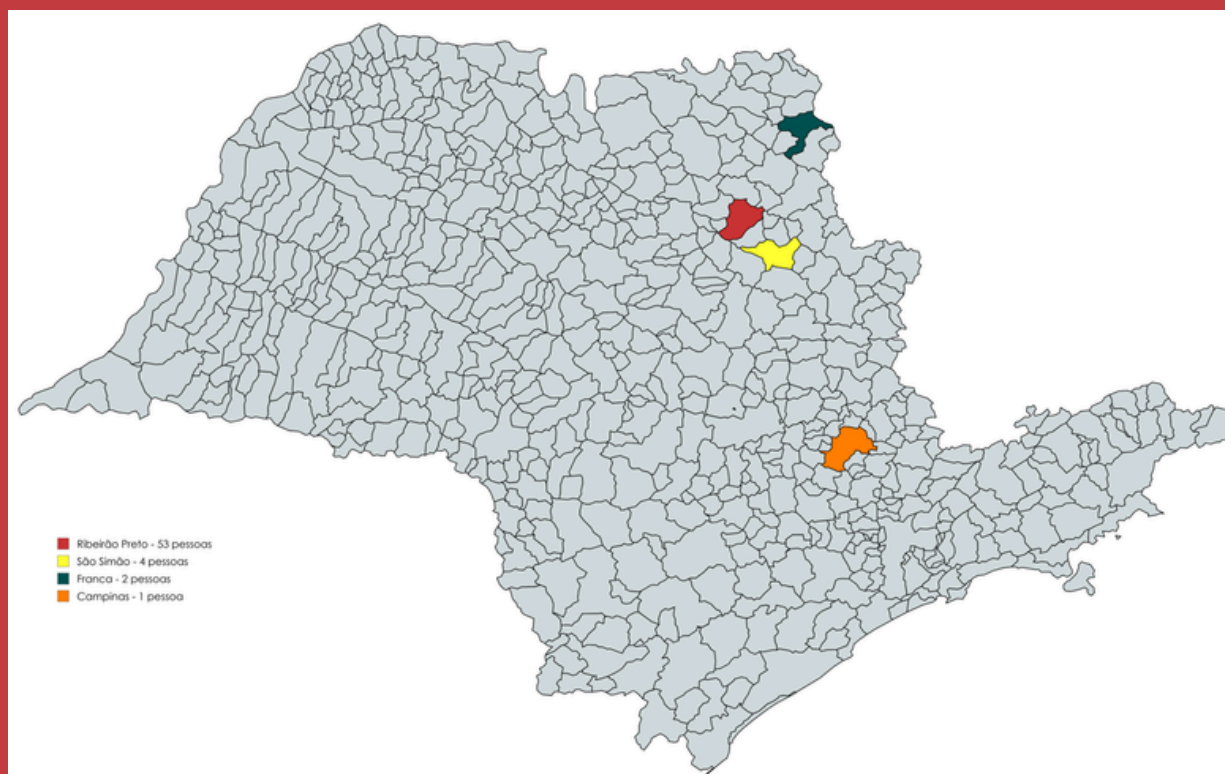 Ribeirão Preto - 53 pessoas
São Simão - 4 pessoas
Franca - 2 pessoas
Campinas - 1 pessoa